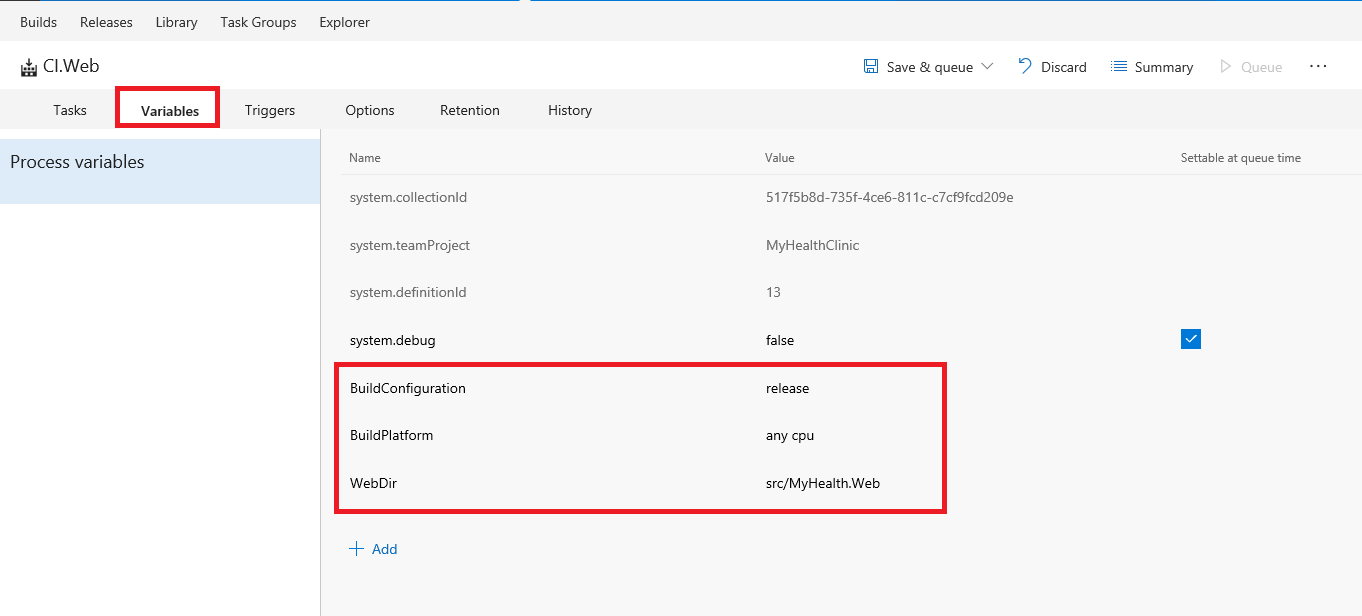 Builds Releases Library Task Groups Explorer
CI.Web Save & queue Discard Summary Queue ...
Tasks Variables Triggers Options Retention History
Process variables
Name Value Settable at queue time
system.collectionId 517f5b8d-735f-4ce6-811c-c7cf9fcd209e
system.teamProject MyHealthClinic
system.definitionId 13
system.debug false
BuildConfiguration release
BuildPlatform any cpu
WebDir src/MyHealth.Web
+ Add